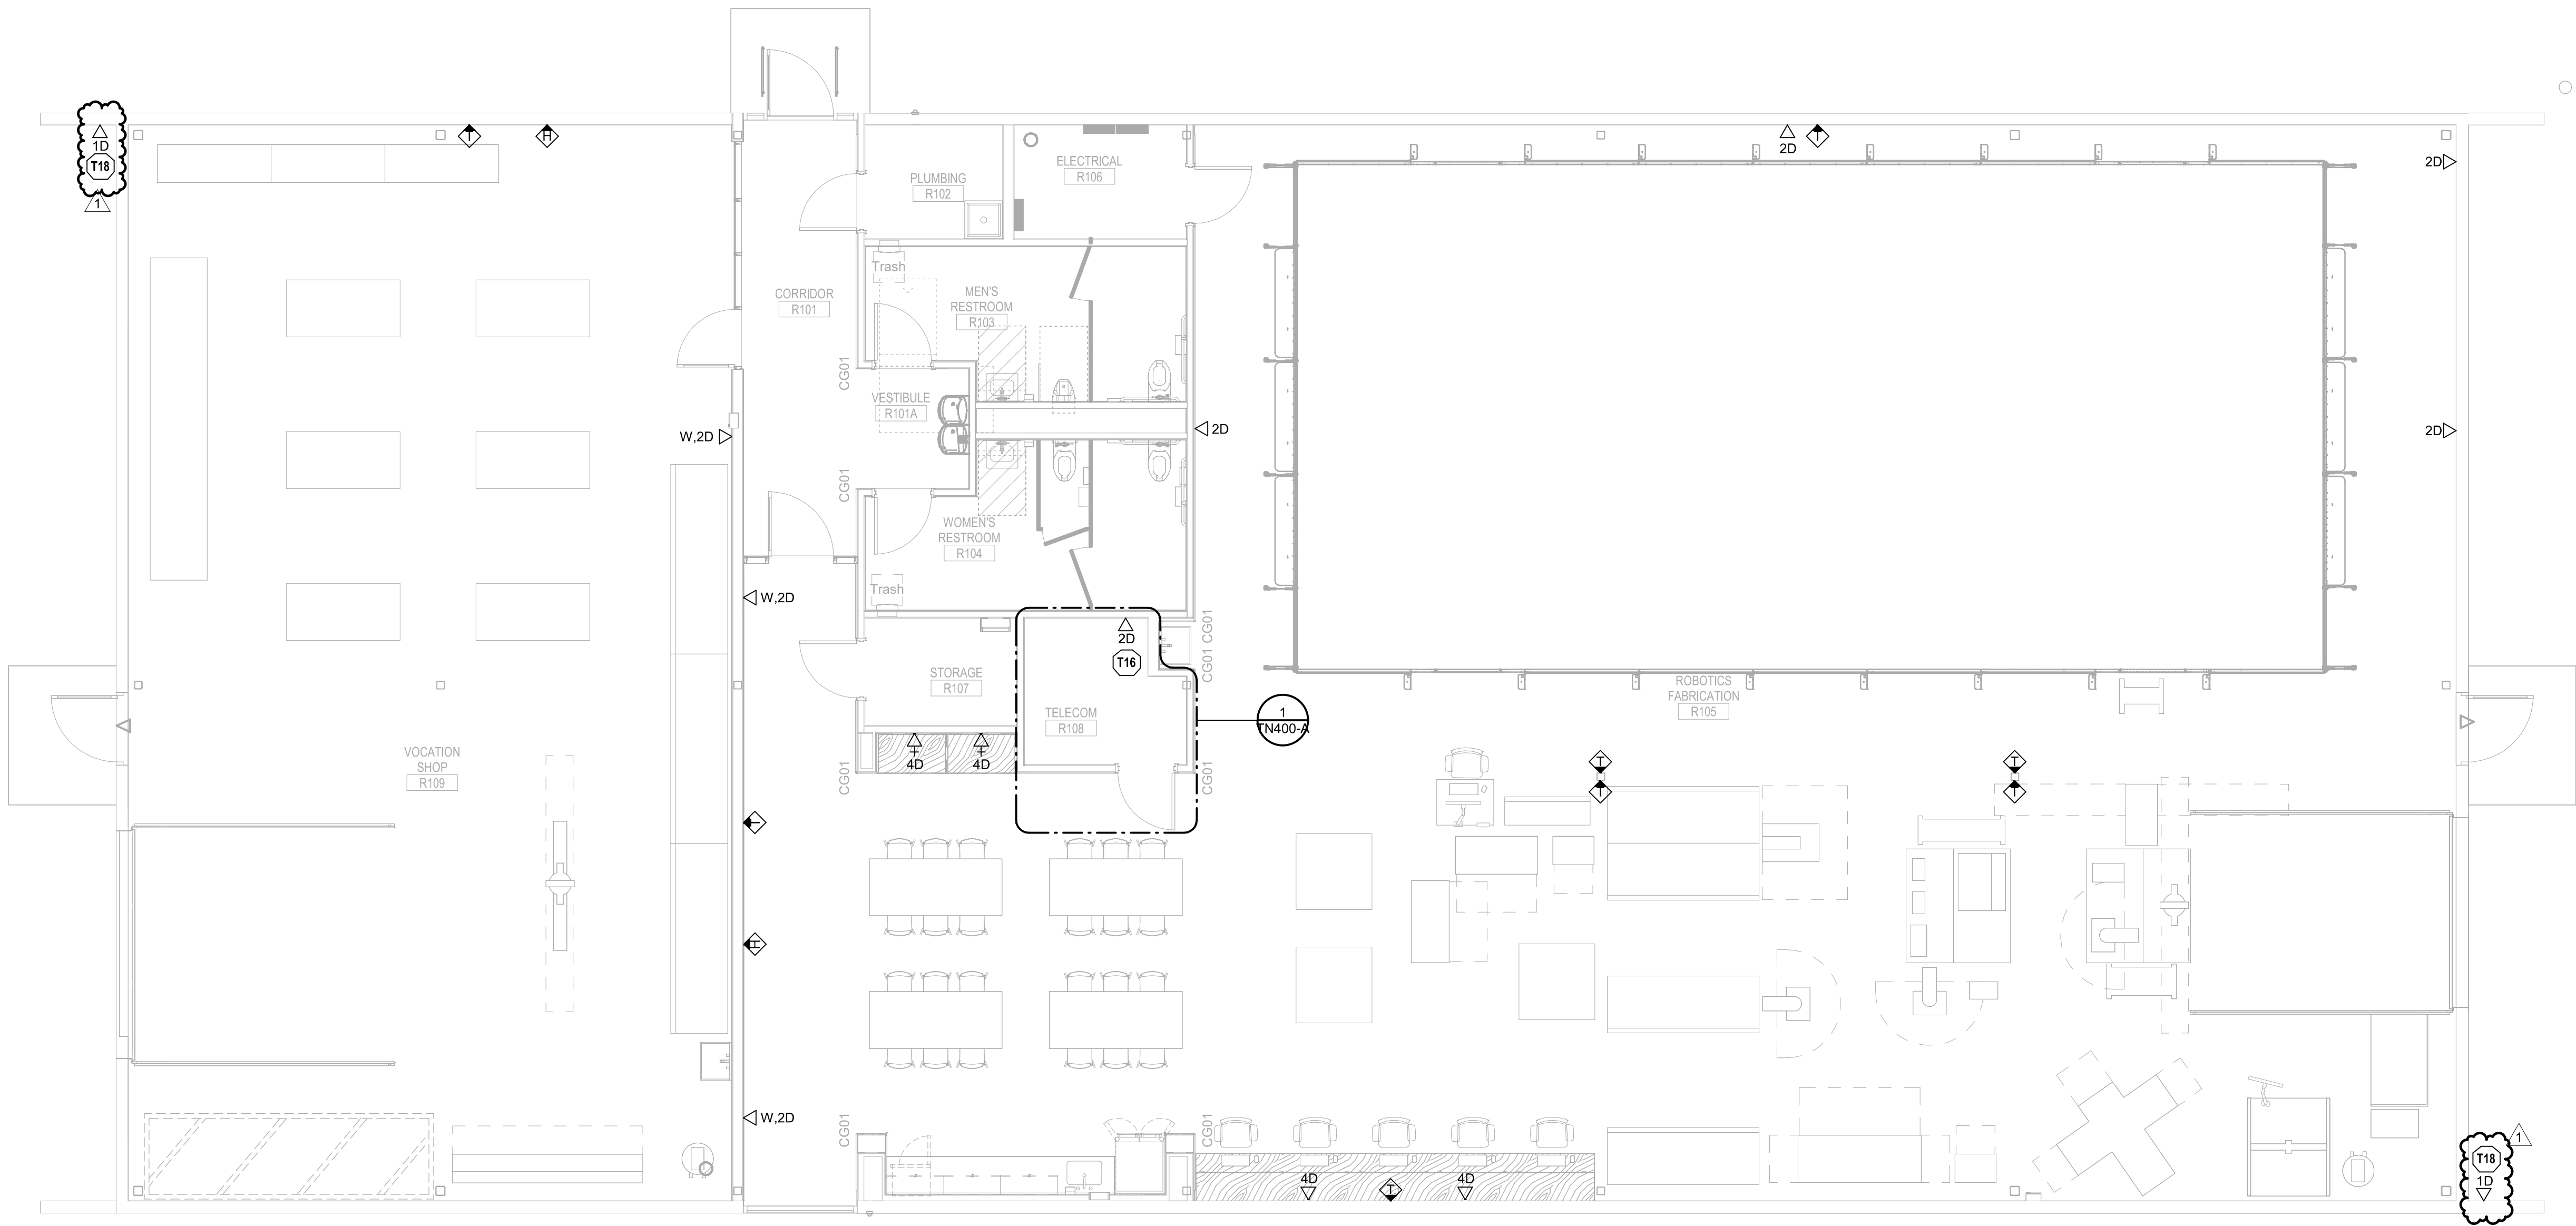 1D
T18
1
T
H
PLUMBING
R102
ELECTRICAL
R106
2D
T
2D
Trash
CORRIDOR
R101
MEN'S
RESTROOM
R103
CG01
VESTIBULE
R101A
W,2D
2D
2D
CG01
WOMEN'S
RESTROOM
R104
Trash
W,2D
2D
T16
CG01
CG01
STORAGE
R107
TELECOM
R108
1
TN400-A
ROBOTICS
FABRICATION
R105
VOCATION
SHOP
R109
4D
4D
CG01
CG01
T
T
T
T
T
H
W,2D
CG01
CG01
4D
T
4D
1
T18
1D